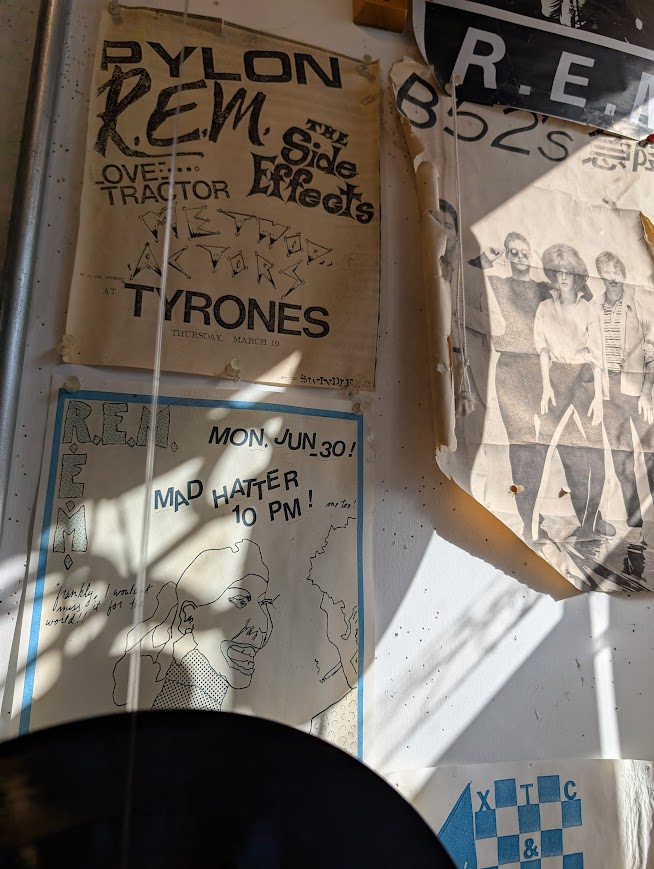 PYLON
R.E.M.
THE
Side
Effects
LOVE
TRACTOR
METHOD
ACTORS
AT
TYRONES
THURSDAY, MARCH 19
R.E.M
B52's
R.E.M.
R.E.M.
MON. JUN 30!
MAD HATTER
10 PM!
me too!
frankly, I wouldn't
miss it for the
world!!
X T C
&